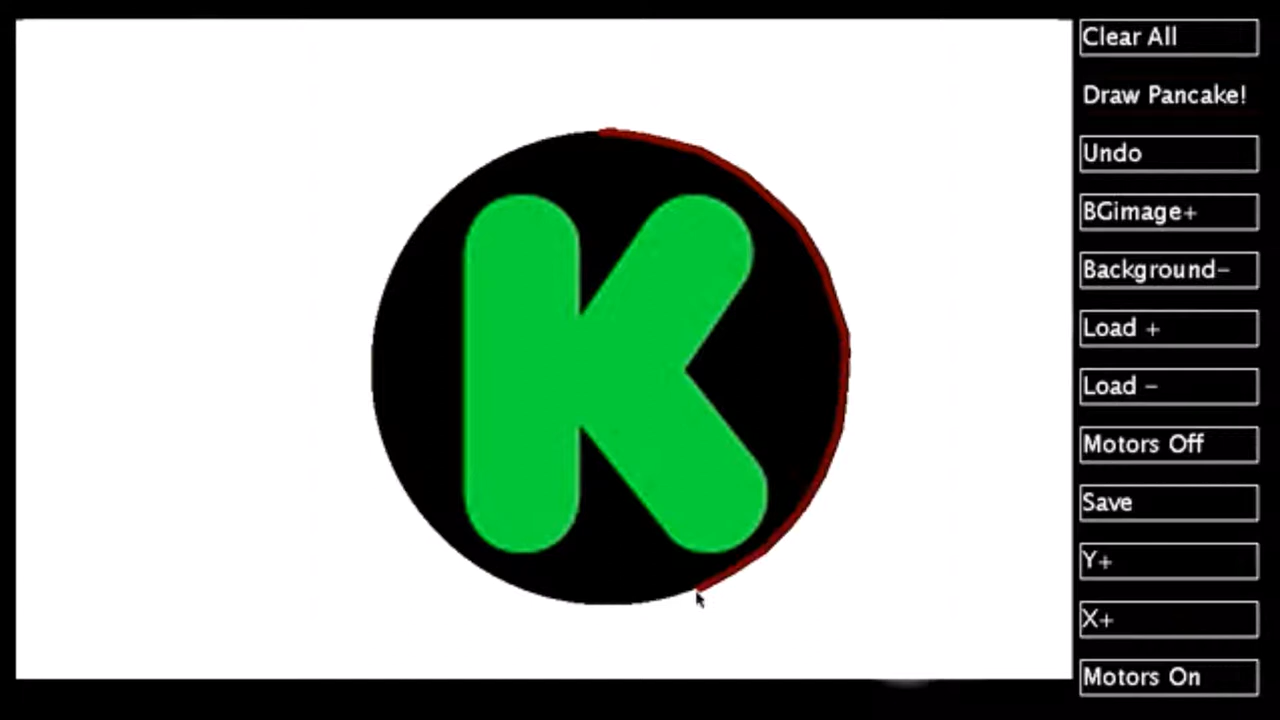 K
Clear All
Draw Pancake!
Undo
BGimage+
Background-
Load +
Load -
Motors Off
Save
Y+
X+
Motors On